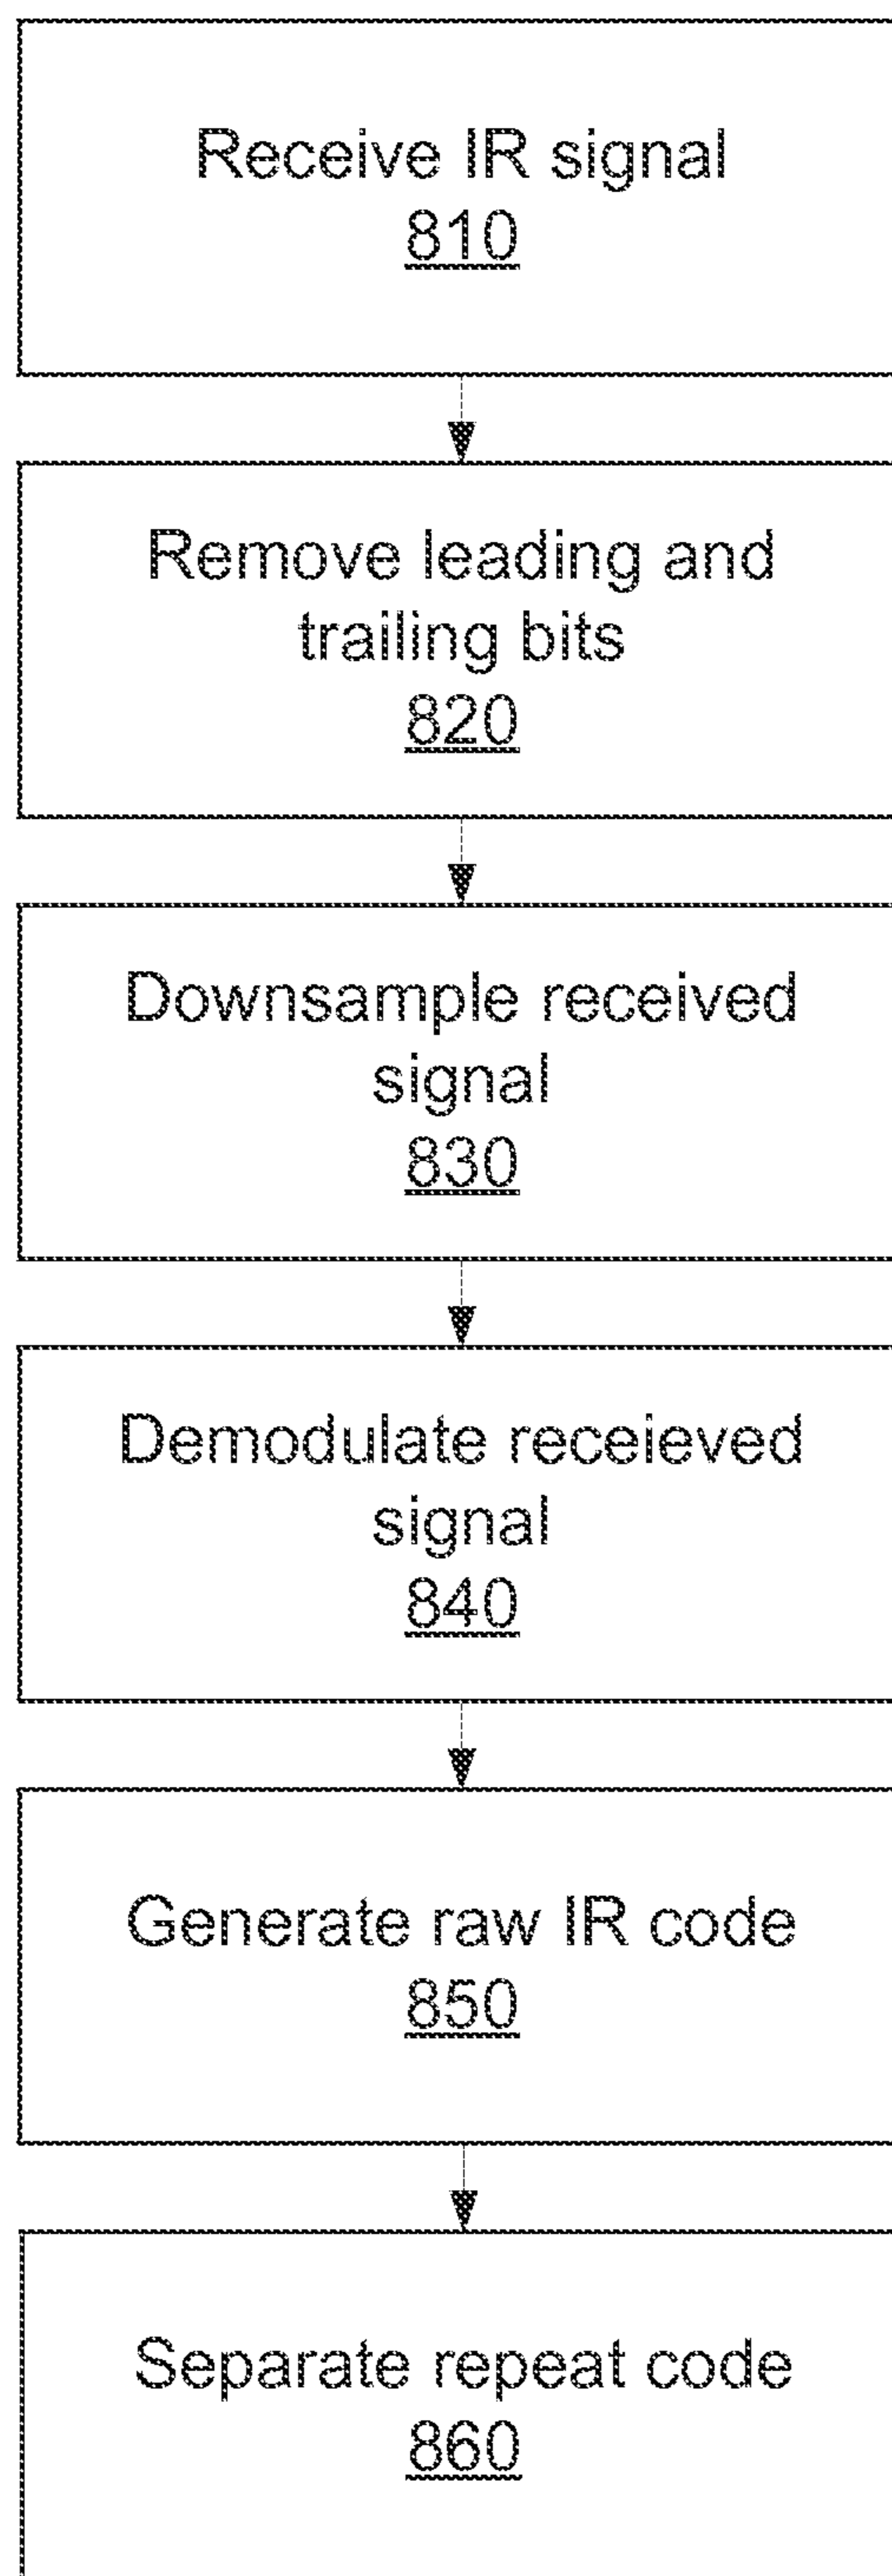 Receive IR signal
810
Remove leading and
trailing bits
820
Downsample received
signal
830
Demodulate receieved
signal
840
Generate raw IR code
850
Separate repeat code
860